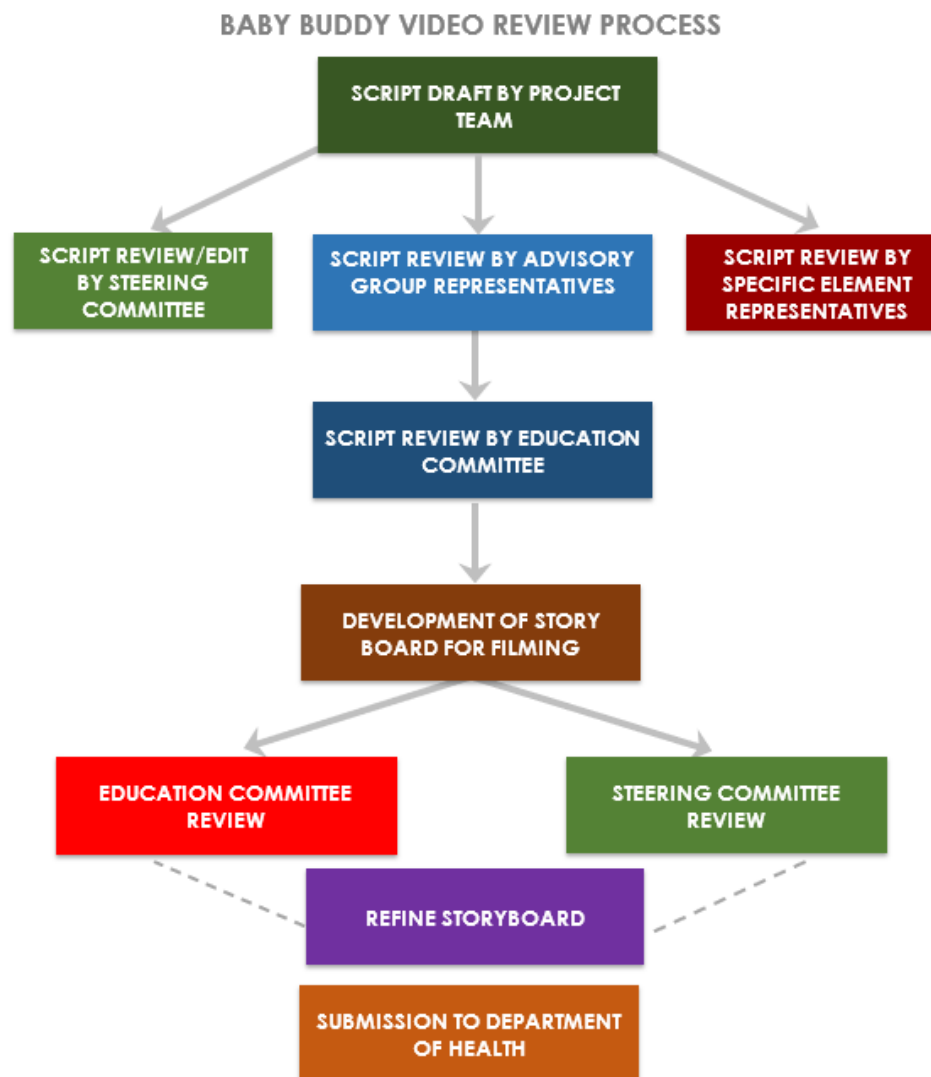 BABY BUDDY VIDEO REVIEW PROCESS
SCRIPT DRAFT BY PROJECT
TEAM
SCRIPT REVIEW/EDIT
BY STEERING
COMMITTEE
SCRIPT REVIEW BY ADVISORY
GROUP REPRESENTATIVES
SCRIPT REVIEW BY
SPECIFIC ELEMENT
REPRESENTATIVES
SCRIPT REVIEW BY EDUCATION
COMMITTEE
DEVELOPMENT OF STORY
BOARD FOR FILMING
EDUCATION COMMITTEE
REVIEW
STEERING COMMITTEE
REVIEW
REFINE STORYBOARD
SUBMISSION TO DEPARTMENT
OF HEALTH